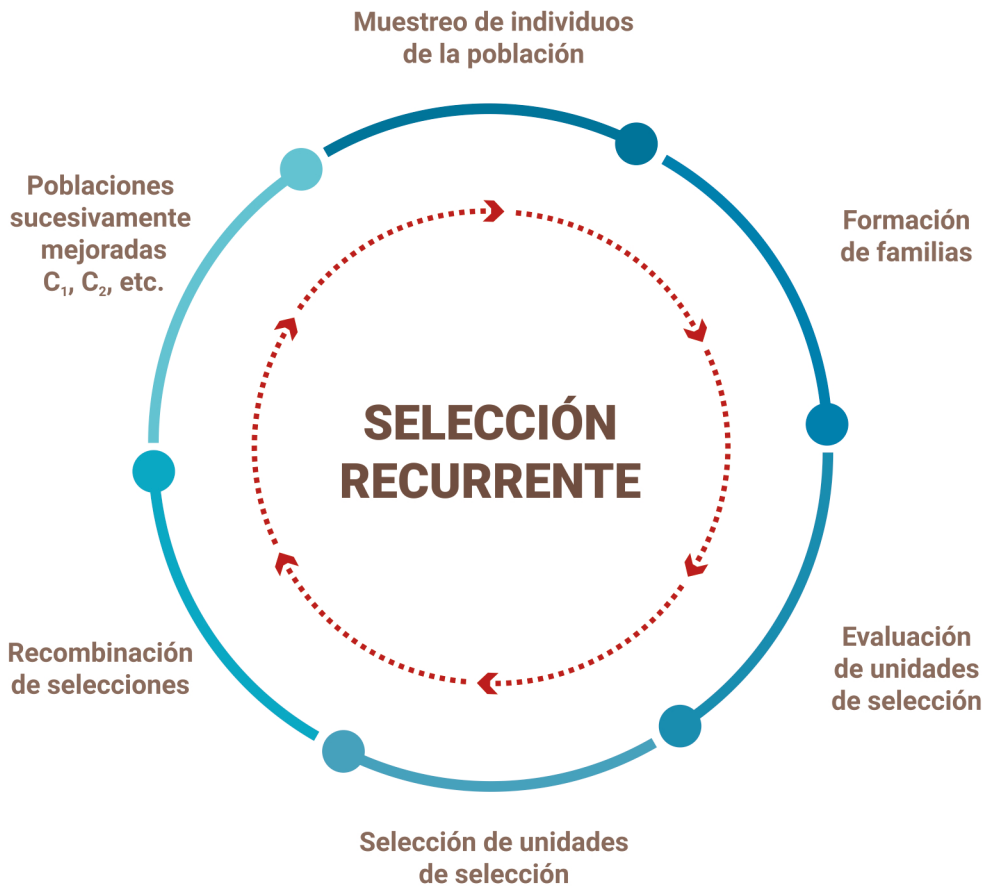 Muestreo de individuos
de la población
Formación
de familias
Evaluación
de unidades
de selección
Selección de unidades
de selección
Recombinación
de selecciones
Poblaciones
sucesivamente
mejoradas
C₁, C₂, etc.
SELECCIÓN
RECURRENTE